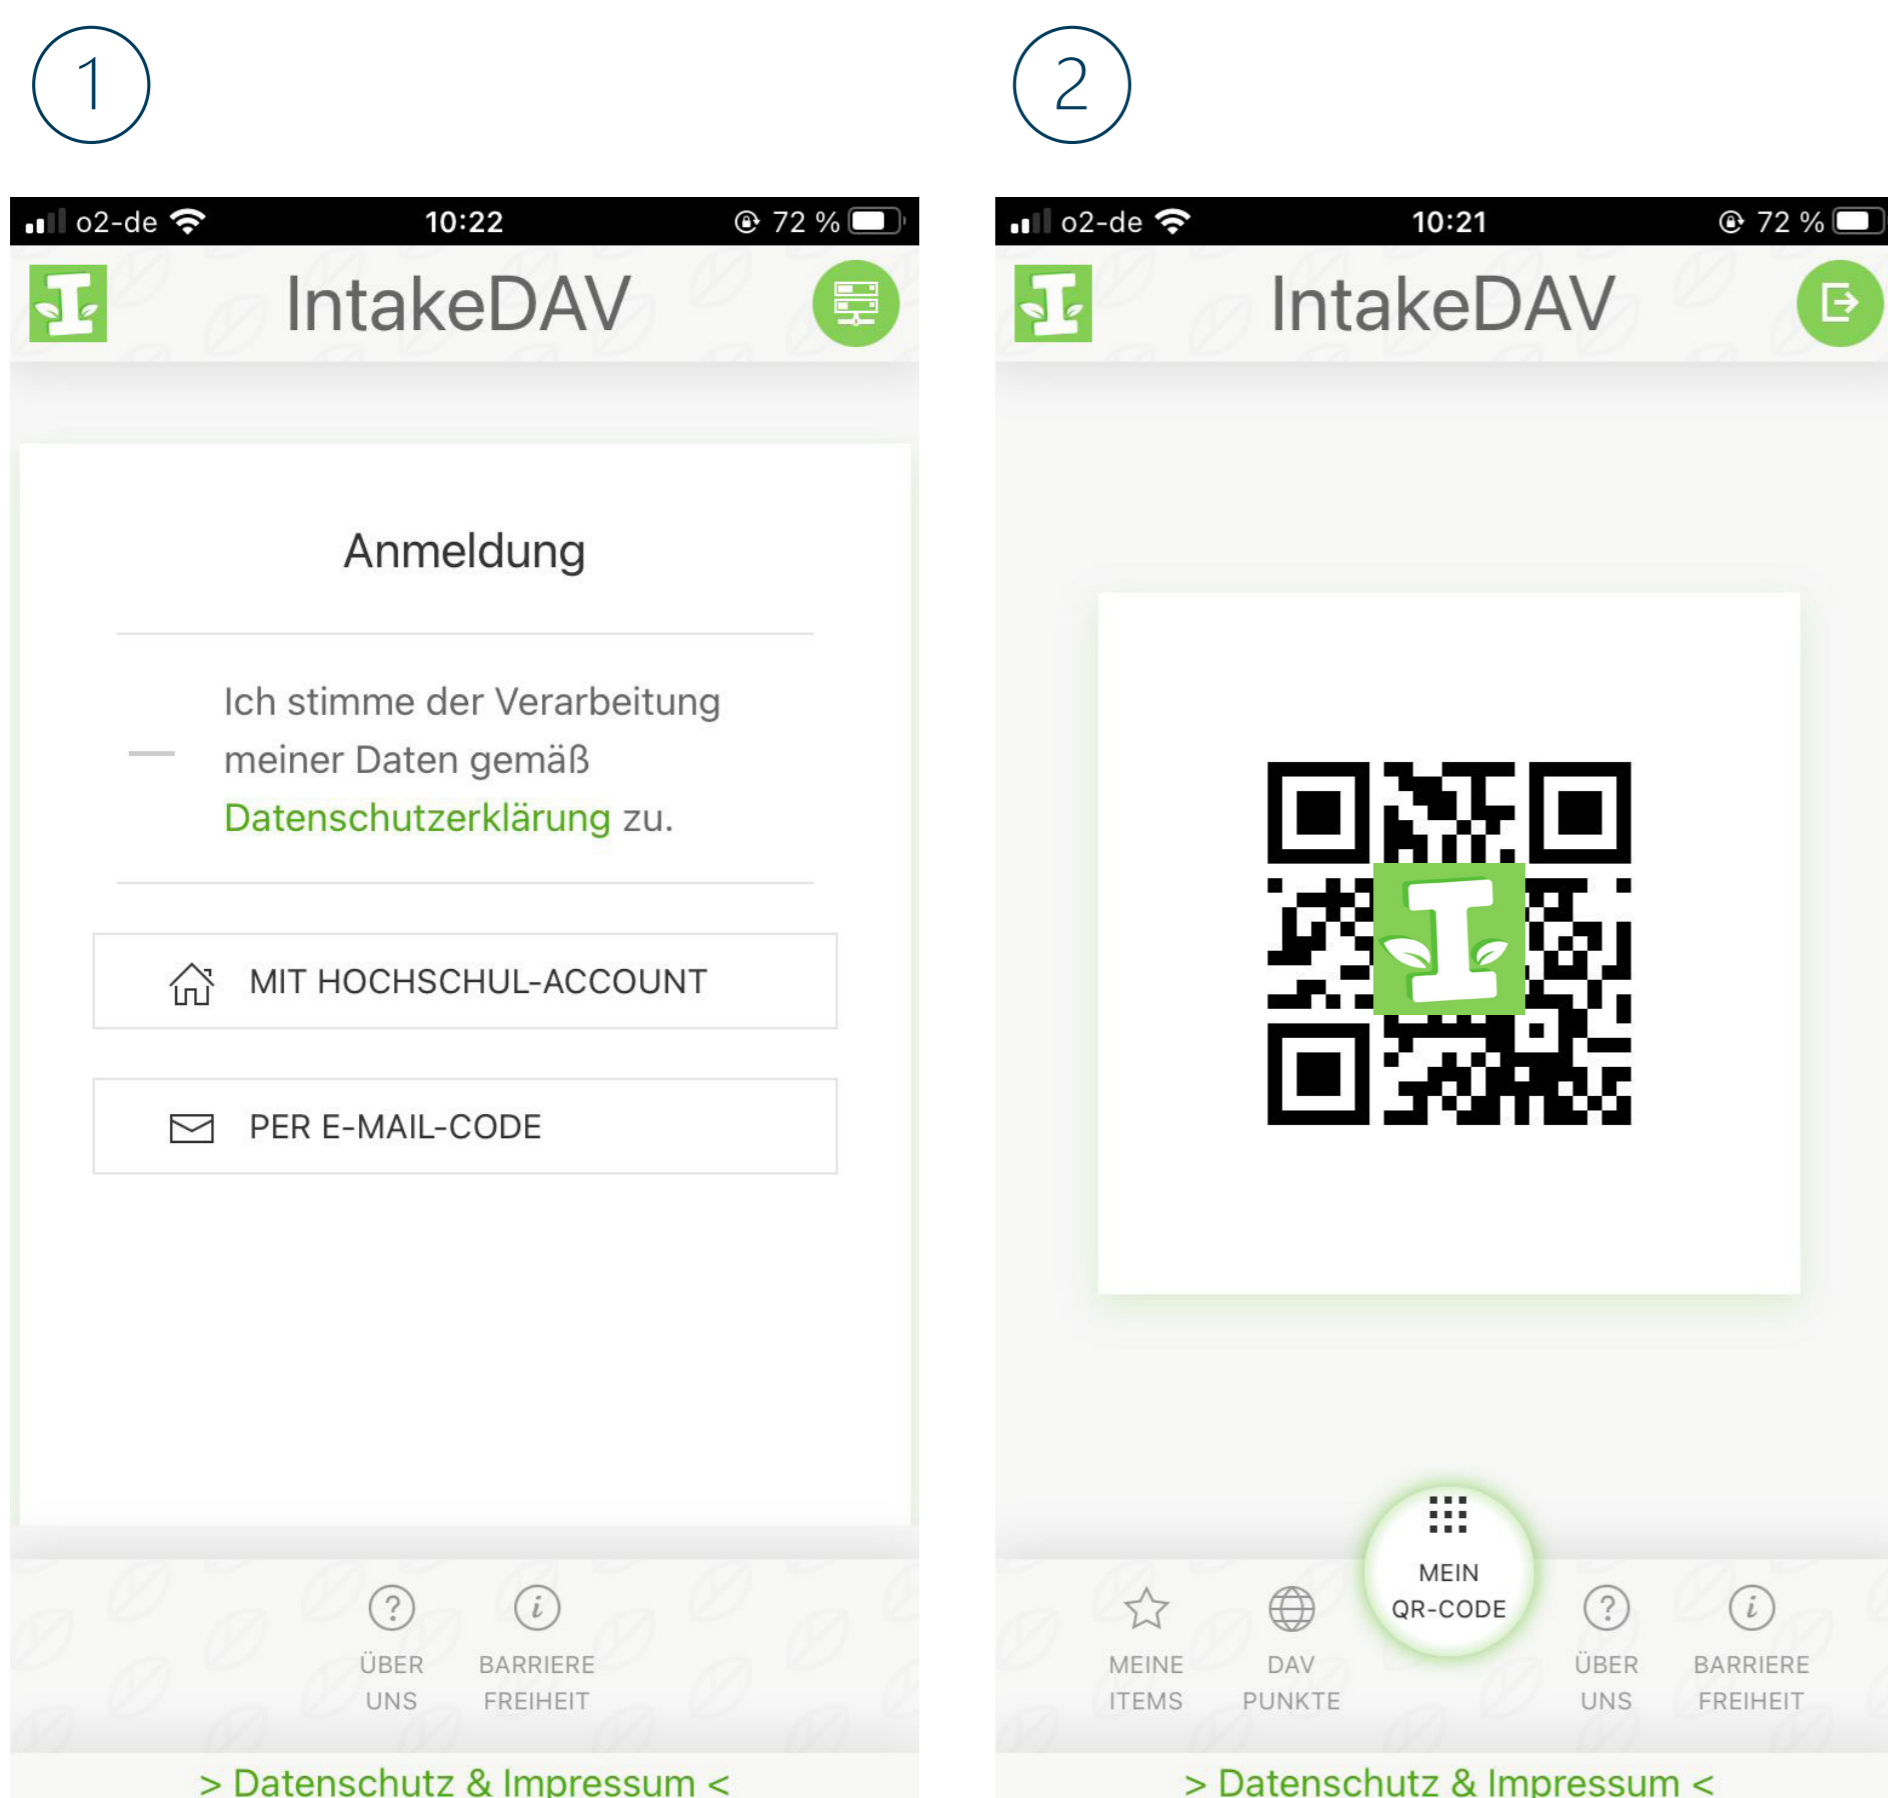 1
o2-de 10:22 72 %
IntakeDAV
Anmeldung
Ich stimme der Verarbeitung
meiner Daten gemäß
Datenschutzerklärung zu.
MIT HOCHSCHUL-ACCOUNT
PER E-MAIL-CODE
ÜBER
UNS
BARRIERE
FREIHEIT
> Datenschutz & Impressum <
2
o2-de 10:21 72 %
IntakeDAV
MEINE
ITEMS
DAV
PUNKTE
MEIN
QR-CODE
ÜBER
UNS
BARRIERE
FREIHEIT
> Datenschutz & Impressum <